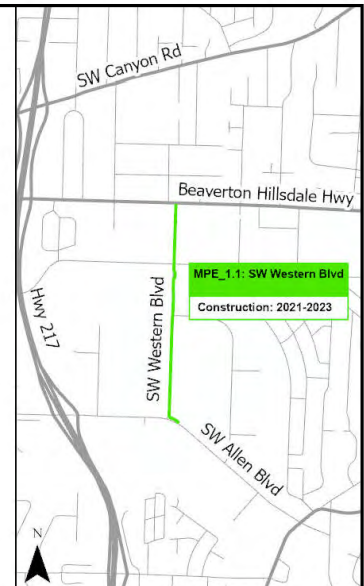 SW Canyon Rd
Beaverton Hillsdale Hwy
MPE_1.1: SW Western Blvd
Construction: 2021-2023
Hwy 217
SW Western Blvd
SW Allen Blvd
N